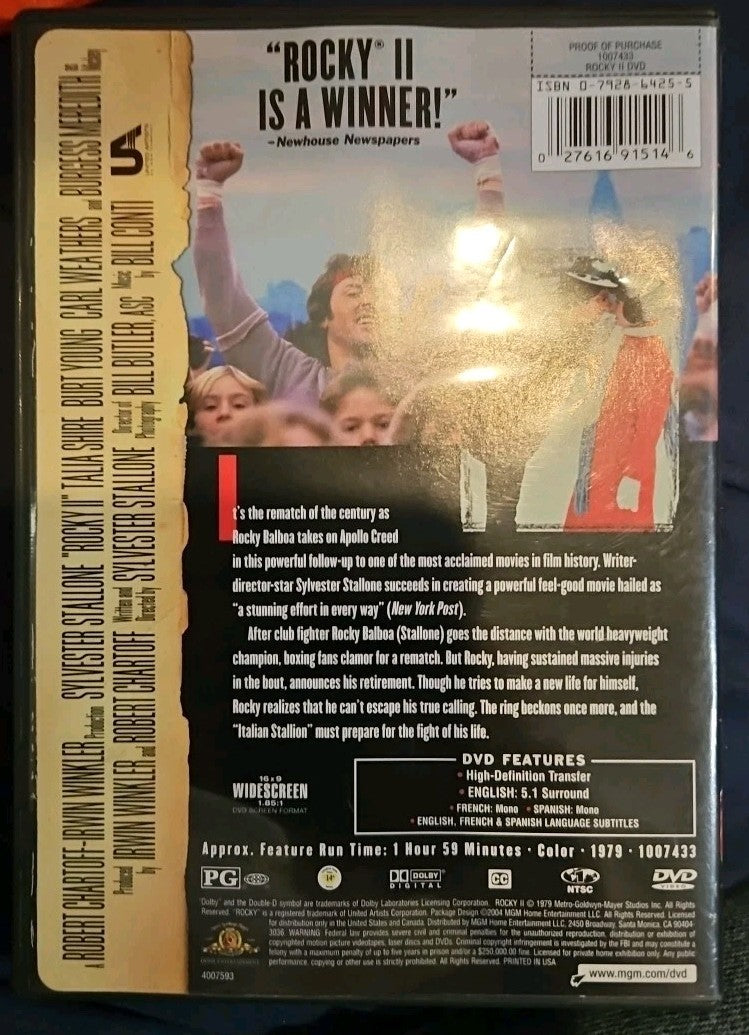 "ROCKY® II
IS A WINNER!"
–Newhouse Newspapers
PROOF OF PURCHASE
1007433
ROCKY II DVD
ISBN 0-7928-6425-5
0 27616 91514 6
A ROBERT CHARTOFF-IRWIN WINKLER Production SYLVESTER STALLONE "ROCKY II" TALIA SHIRE BURT YOUNG CARL WEATHERS and BURGESS MEREDITH as Mickey
Produced by IRWIN WINKLER and ROBERT CHARTOFF Written and Directed by SYLVESTER STALLONE Director of Photography BILL BUTLER, ASC Music by BILL CONTI
UA
It's the rematch of the century as
Rocky Balboa takes on Apollo Creed
in this powerful follow-up to one of the most acclaimed movies in film history. Writer-
director-star Sylvester Stallone succeeds in creating a powerful feel-good movie hailed as
"a stunning effort in every way" (New York Post).
After club fighter Rocky Balboa (Stallone) goes the distance with the world heavyweight
champion, boxing fans clamor for a rematch. But Rocky, having sustained massive injuries
in the bout, announces his retirement. Though he tries to make a new life for himself,
Rocky realizes that he can't escape his true calling. The ring beckons once more, and the
"Italian Stallion" must prepare for the fight of his life.
16x9
WIDESCREEN
1.85:1
DVD SCREEN FORMAT
DVD FEATURES
• High-Definition Transfer
• ENGLISH: 5.1 Surround
• FRENCH: Mono • SPANISH: Mono
• ENGLISH, FRENCH & SPANISH LANGUAGE SUBTITLES
Approx. Feature Run Time: 1 Hour 59 Minutes · Color · 1979 · 1007433
PG
14+
DOLBY
DIGITAL
CC
NTSC
DVD
VIDEO
"Dolby" and the Double-D symbol are trademarks of Dolby Laboratories Licensing Corporation. ROCKY II © 1979 Metro-Goldwyn-Mayer Studios Inc. All Rights
Reserved. "ROCKY" is a registered trademark of United Artists Corporation. Package Design ©2004 MGM Home Entertainment LLC. All Rights Reserved. For
distribution only in the United States and Canada. Distributed by MGM Home Entertainment LLC, 2450 Broadway, Santa Monica, CA 90404-
3036. WARNING: Federal law provides severe civil and criminal penalties for the unauthorized reproduction, distribution or exhibition of
copyrighted motion picture videotapes, laser discs and DVDs. Criminal copyright infringement is investigated by the FBI and may constitute a
felony with a maximum penalty of up to five years in prison and/or a $250,000.00 fine. Licensed for private home exhibition only. Any public
performance, copying or other use is strictly prohibited. All Rights Reserved. PRINTED IN USA
MGM
HOME ENTERTAINMENT
4007593
www.mgm.com/dvd